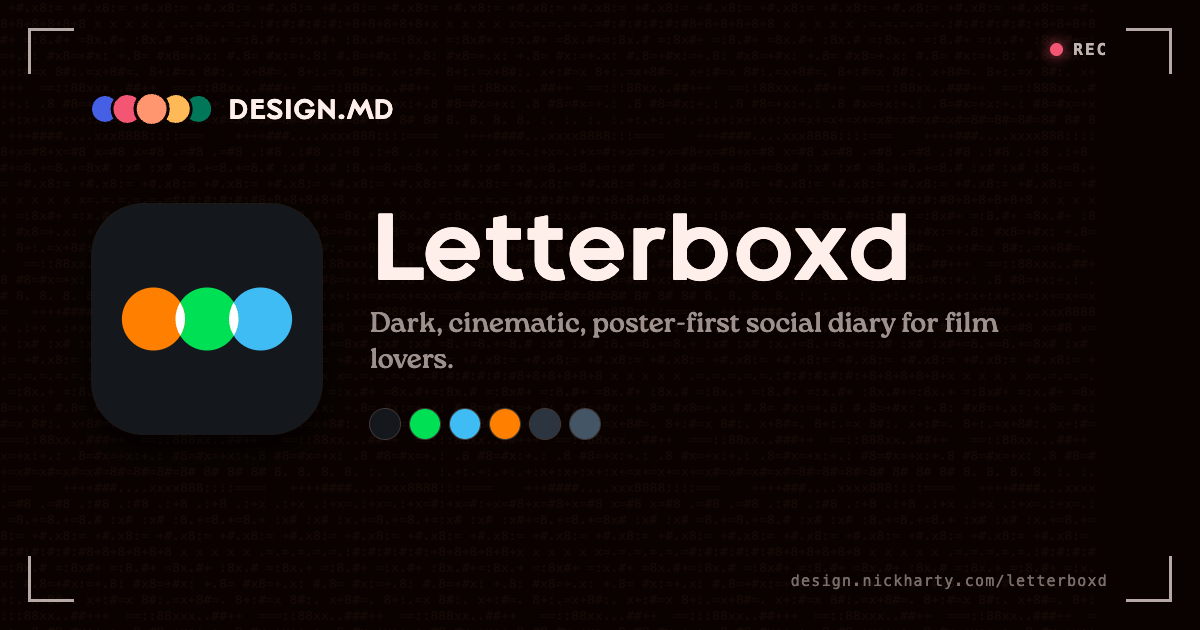 REC
DESIGN.MD
Letterboxd
Dark, cinematic, poster-first social diary for film
lovers.
design.nickharty.com/letterboxd